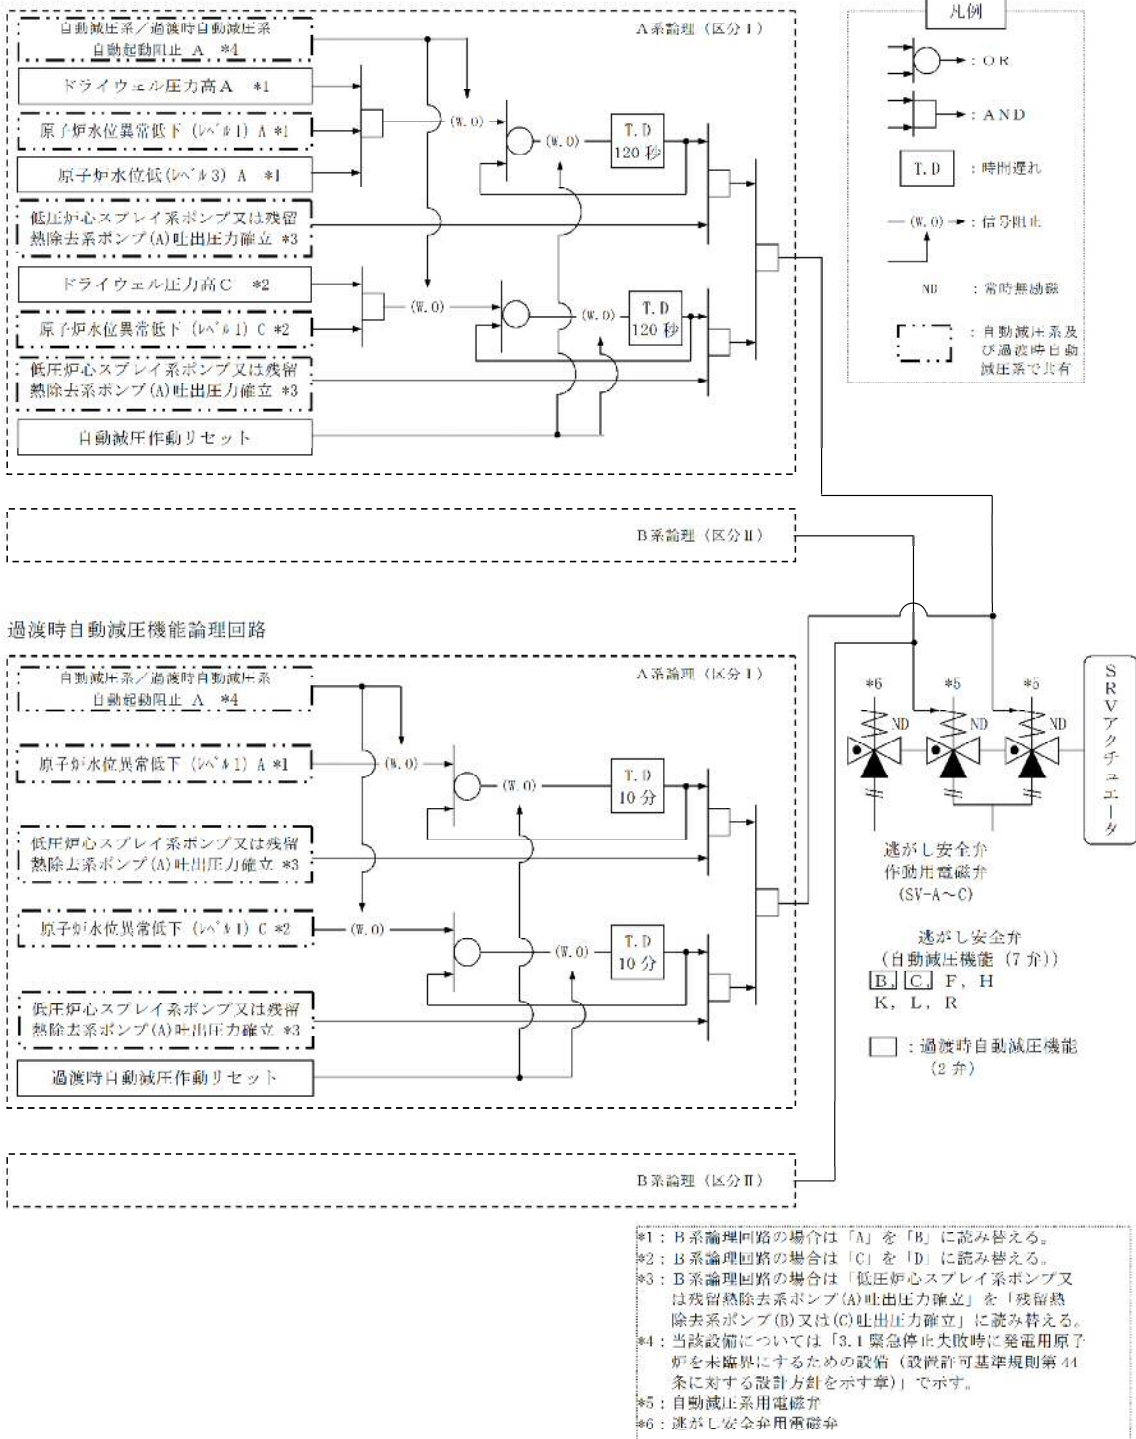 自動減圧系／過渡時自動減圧系
自動起動阻止 A *4
A系論理（区分Ⅰ）
ドライウェル圧力高A *1
原子炉水位異常低下（レベル1）A *1
原子炉水位低(レベル3) A *1
低圧炉心スプレイ系ポンプ又は残留
熱除去系ポンプ(A)吐出圧力確立 *3
ドライウェル圧力高C *2
原子炉水位異常低下（レベル1）C *2
低圧炉心スプレイ系ポンプ又は残留
熱除去系ポンプ(A)吐出圧力確立 *3
自動減圧作動リセット
(W.O)
(W.O)
T.D
120秒
(W.O)
(W.O)
T.D
120秒
凡例
：OR
：AND
T.D
：時間遅れ
(W.O)
：信号阻止
ND
：常時無励磁
：自動減圧系及
び過渡時自動
減圧系で共有
B系論理（区分Ⅱ）
過渡時自動減圧機能論理回路
自動減圧系／過渡時自動減圧系
自動起動阻止 A *4
A系論理（区分Ⅰ）
原子炉水位異常低下（レベル1）A *1
低圧炉心スプレイ系ポンプ又は残留
熱除去系ポンプ(A)吐出圧力確立 *3
原子炉水位異常低下（レベル1）C *2
低圧炉心スプレイ系ポンプ又は残留
熱除去系ポンプ(A)吐出圧力確立 *3
過渡時自動減圧作動リセット
(W.O)
(W.O)
T.D
10分
(W.O)
(W.O)
T.D
10分
B系論理（区分Ⅱ）
*6
*5
*5
ND
ND
ND
SRVアクチュエータ
逃がし安全弁
作動用電磁弁
(SV-A～C)
逃がし安全弁
(自動減圧機能（7弁))
B, C, F, H
K, L, R
：過渡時自動減圧機能
(2弁)
*1：B系論理回路の場合は「A」を「B」に読み替える。
*2：B系論理回路の場合は「C」を「D」に読み替える。
*3：B系論理回路の場合は「低圧炉心スプレイ系ポンプ又
は残留熱除去系ポンプ(A)吐出圧力確立」を「残留熱
除去系ポンプ(B)又は(C)吐出圧力確立」に読み替える。
*4：当該設備については「3.1 緊急停止失敗時に発電用原子
炉を未臨界にするための設備（設置許可基準規則第44
条に対する設計方針を示す章）」で示す。
*5：自動減圧系用電磁弁
*6：逃がし安全弁用電磁弁